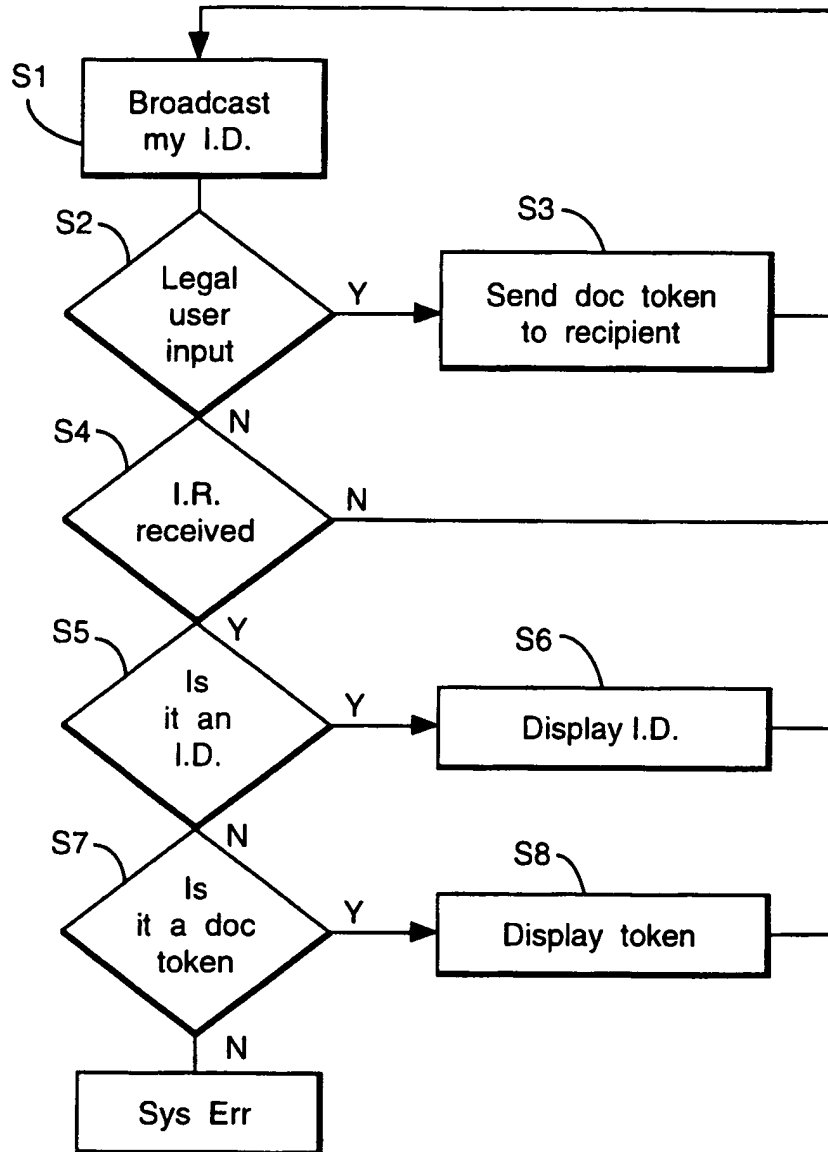 S1
Broadcast
my I.D.
S2
Legal
user
input
Y
S3
Send doc token
to recipient
N
S4
I.R.
received
N
Y
S5
Is
it an
I.D.
Y
S6
Display I.D.
N
S7
Is
it a doc
token
Y
S8
Display token
N
Sys Err